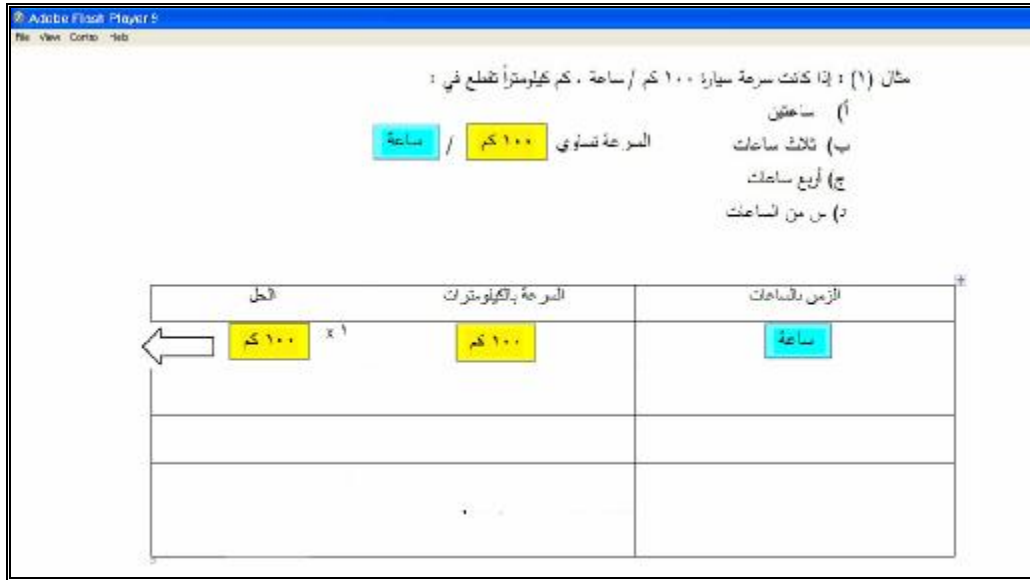 Adobe Flash Player 9
File View Control Help
مثال (١) : إذا كانت سرعة سيارة ١٠٠ كم / ساعة ، كم كيلومتراً تقطع في :
أ) ساعتين
ب) ثلاث ساعات السرعة تساوي ١٠٠ كم / ساعة
ج) أربع ساعات
د) س من الساعات
الزمن بالساعات السرعة بالكيلومترات الحل
ساعة ١٠٠ كم ١ x ١٠٠ كم